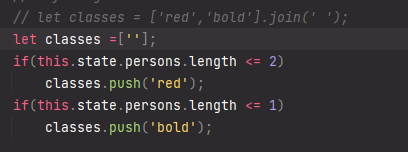 // let classes = ['red','bold'].join(' ');
let classes =[''];
if(this.state.persons.length <= 2)
classes.push('red');
if(this.state.persons.length <= 1)
classes.push('bold');